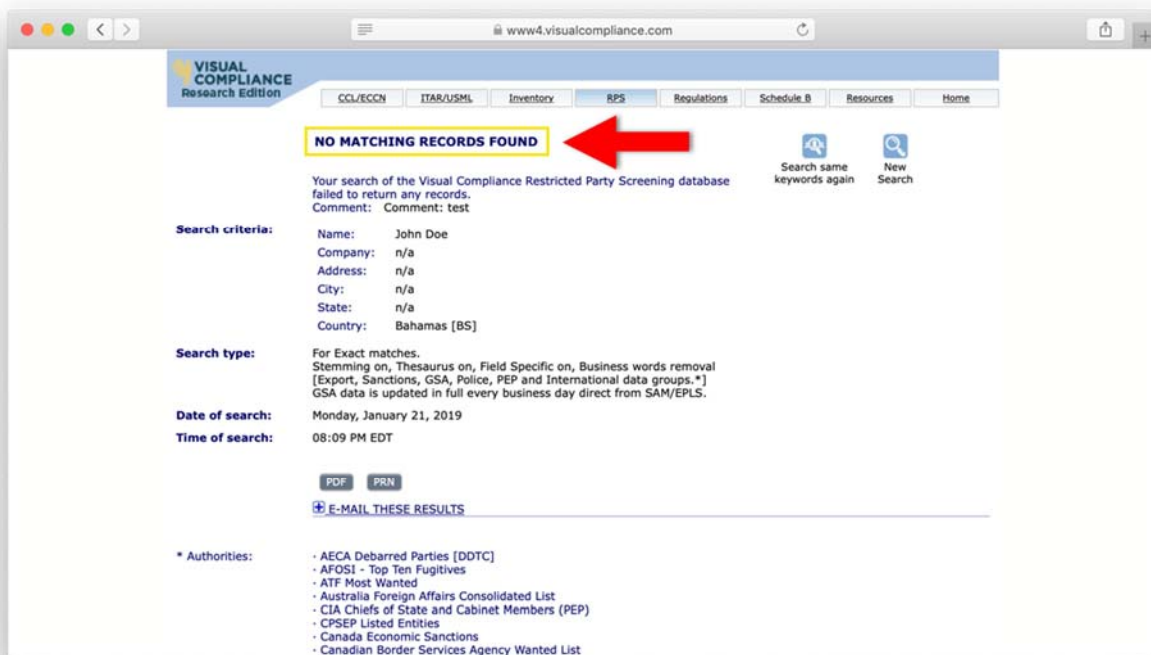 www4.visualcompliance.com
VISUAL
COMPLIANCE
Research Edition
CCL/ECCN ITAR/USML Inventory RPS Regulations Schedule B Resources Home
NO MATCHING RECORDS FOUND
Search same
keywords again
New
Search
Your search of the Visual Compliance Restricted Party Screening database
failed to return any records.
Comment: Comment: test
Search criteria:
Name: John Doe
Company: n/a
Address: n/a
City: n/a
State: n/a
Country: Bahamas [BS]
Search type: For Exact matches.
Stemming on, Thesaurus on, Field Specific on, Business words removal
[Export, Sanctions, GSA, Police, PEP and International data groups.*]
GSA data is updated in full every business day direct from SAM/EPLS.
Date of search: Monday, January 21, 2019
Time of search: 08:09 PM EDT
PDF PRN
E-MAIL THESE RESULTS
* Authorities: · AECA Debarred Parties [DDTC]
· AFOSI - Top Ten Fugitives
· ATF Most Wanted
· Australia Foreign Affairs Consolidated List
· CIA Chiefs of State and Cabinet Members (PEP)
· CPSEP Listed Entities
· Canada Economic Sanctions
· Canadian Border Services Agency Wanted List